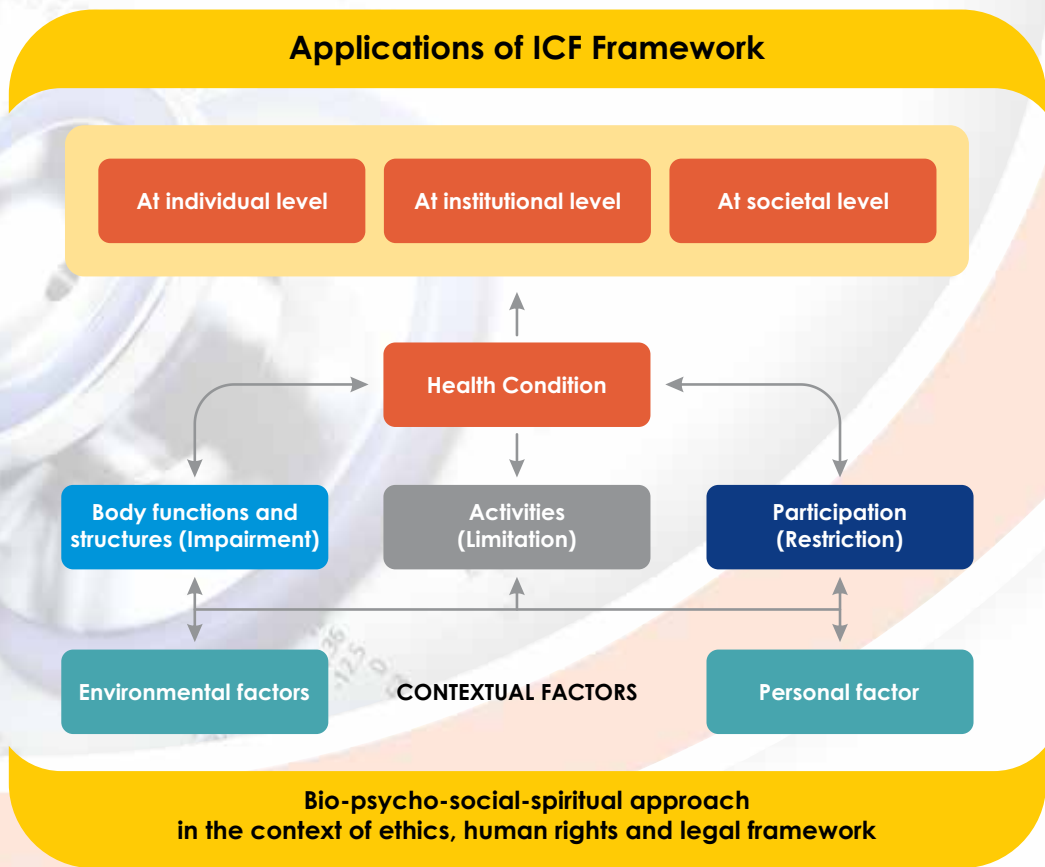 Applications of ICF Framework
At individual level
At institutional level
At societal level
Health Condition
Body functions and
structures (Impairment)
Activities
(Limitation)
Participation
(Restriction)
Environmental factors
CONTEXTUAL FACTORS
Personal factor
Bio-psycho-social-spiritual approach
in the context of ethics, human rights and legal framework